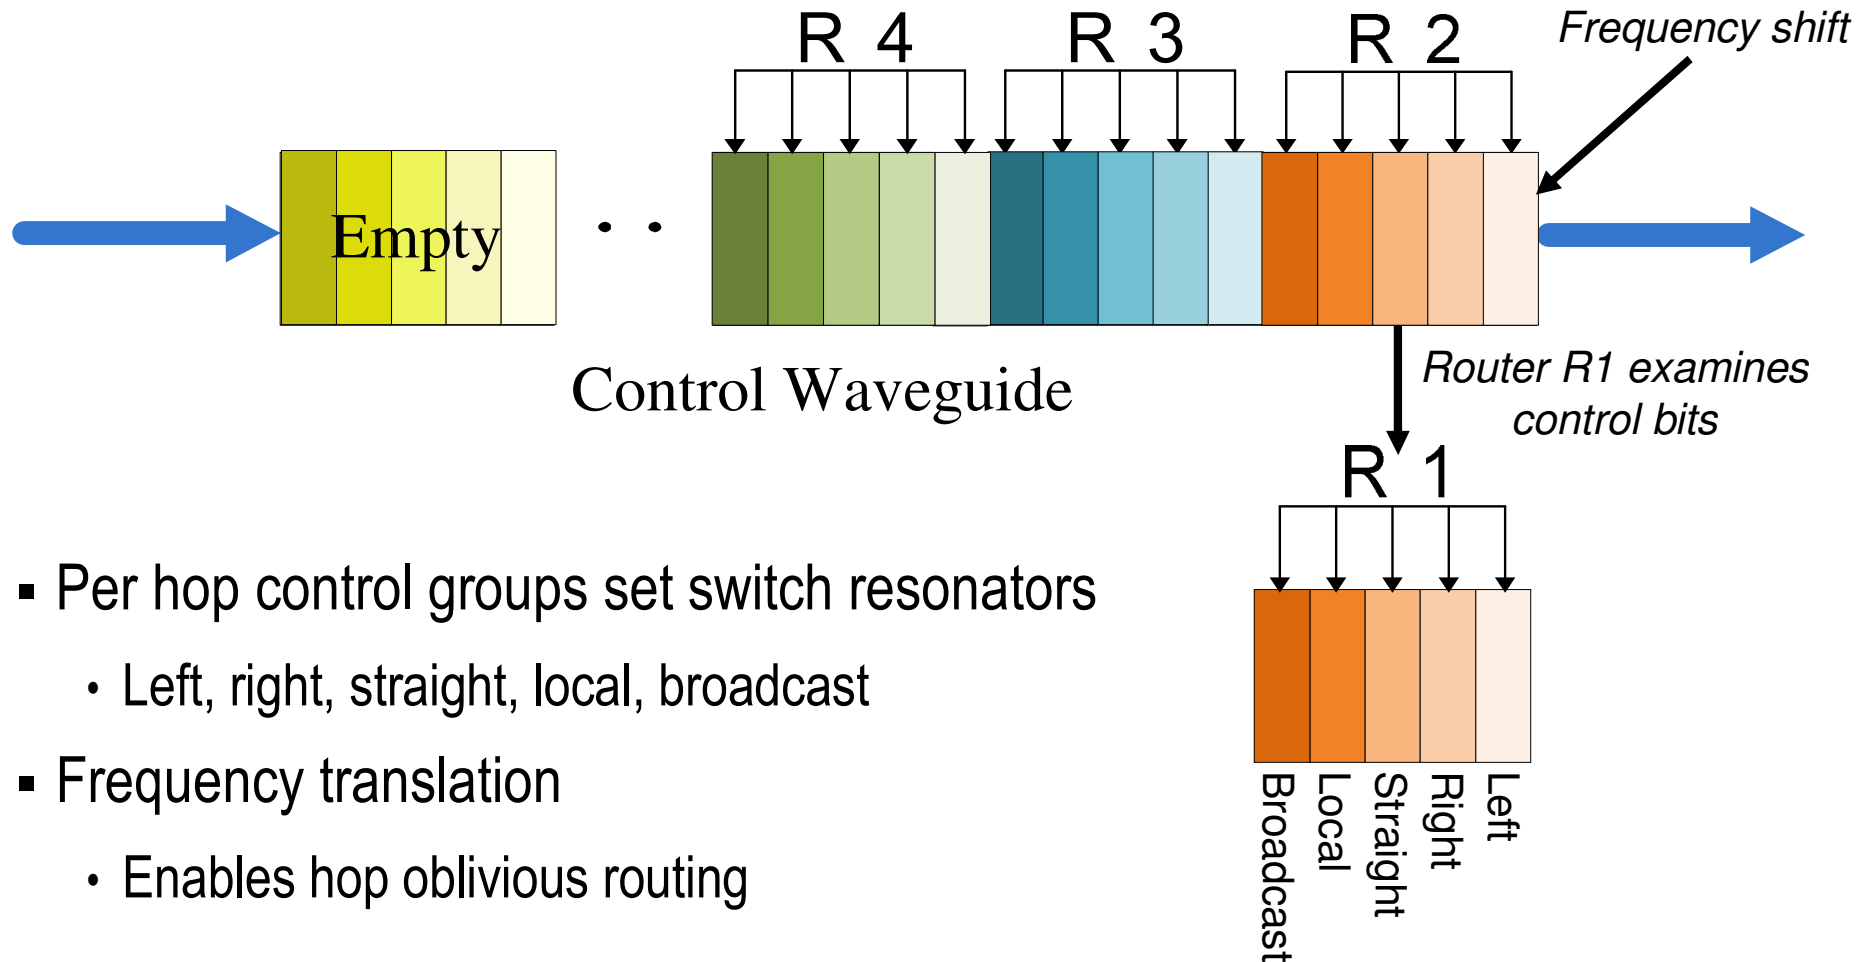 R 4
R 3
R 2
Frequency shift
Empty
. .
Control Waveguide
Router R1 examines
control bits
R 1
▪ Per hop control groups set switch resonators
• Left, right, straight, local, broadcast
▪ Frequency translation
• Enables hop oblivious routing
Broadcast
Local
Straight
Right
Left